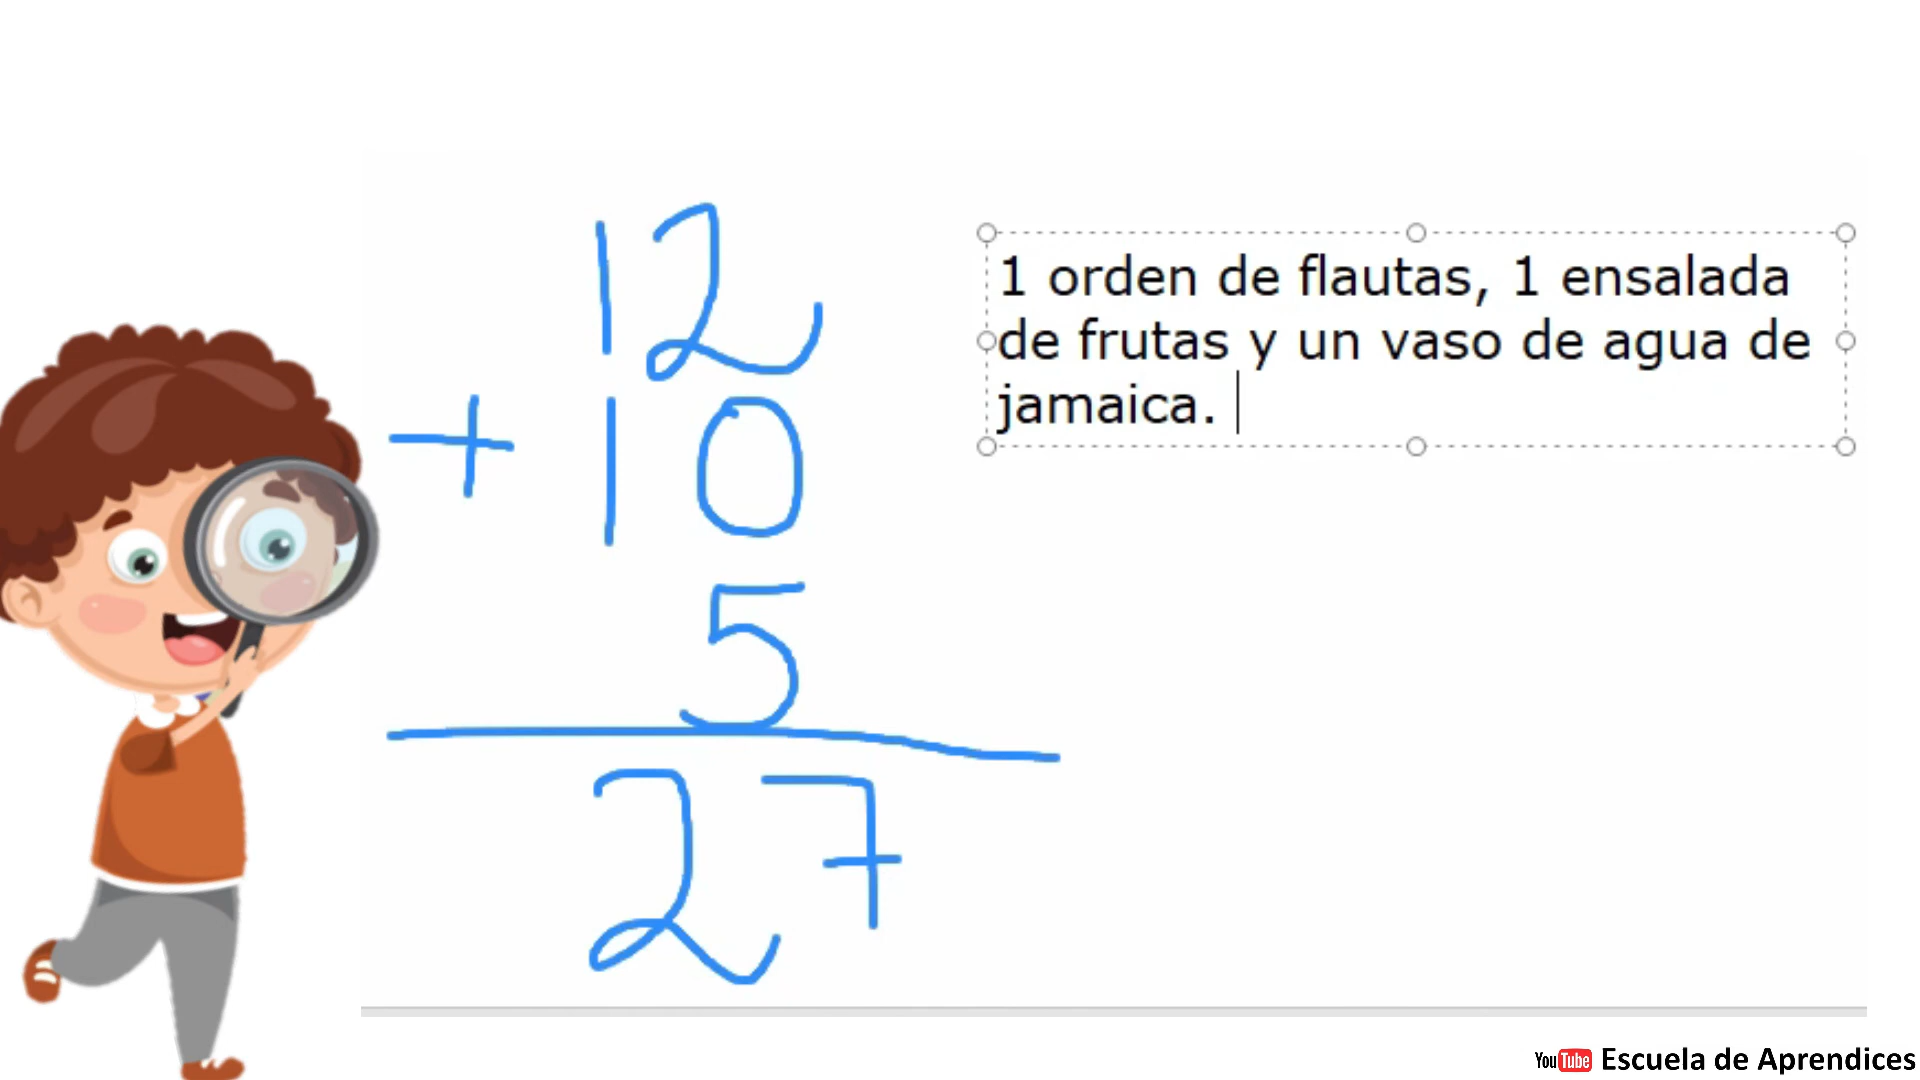 12
+ 10
5
27
1 orden de flautas, 1 ensalada
de frutas y un vaso de agua de
jamaica.
YouTube Escuela de Aprendices